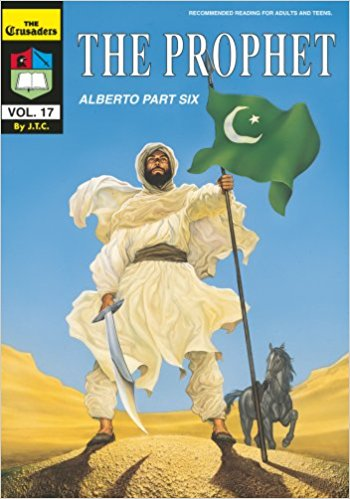 RECOMMENDED READING FOR ADULTS AND TEENS.
THE
Crusaders
THE PROPHET
ALBERTO PART SIX
VOL. 17
By J.T.C.